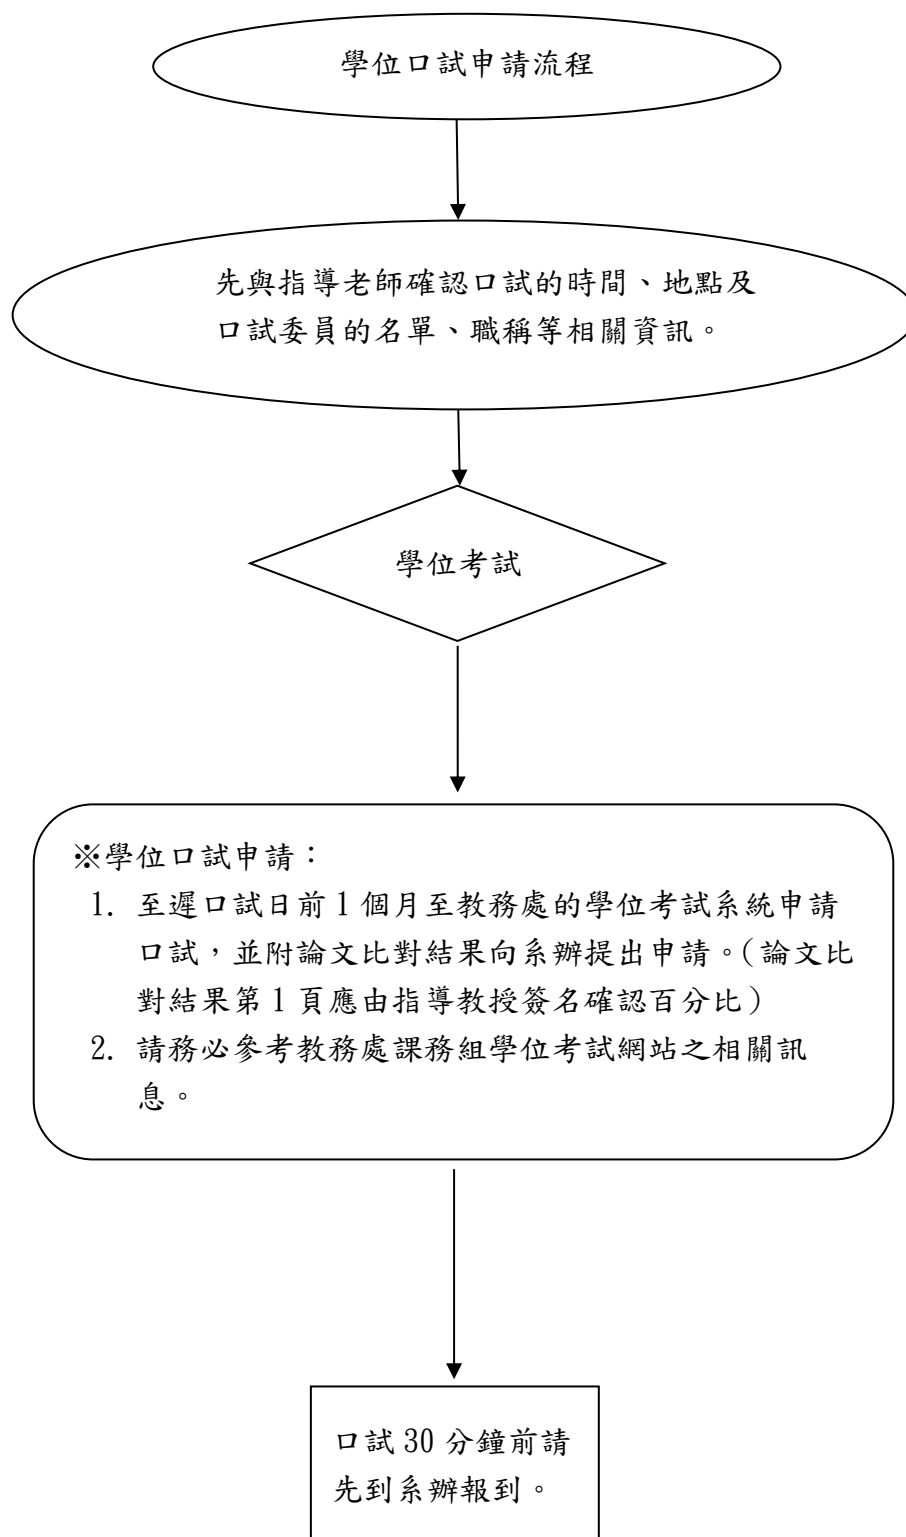 學位口試申請流程
先與指導老師確認口試的時間、地點及
口試委員的名單、職稱等相關資訊。
學位考試
※學位口試申請：
1. 至遲口試日前1個月至教務處的學位考試系統申請
口試，並附論文比對結果向系辦提出申請。(論文比
對結果第1頁應由指導教授簽名確認百分比)
2. 請務必參考教務處課務組學位考試網站之相關訊
息。
口試30分鐘前請
先到系辦報到。